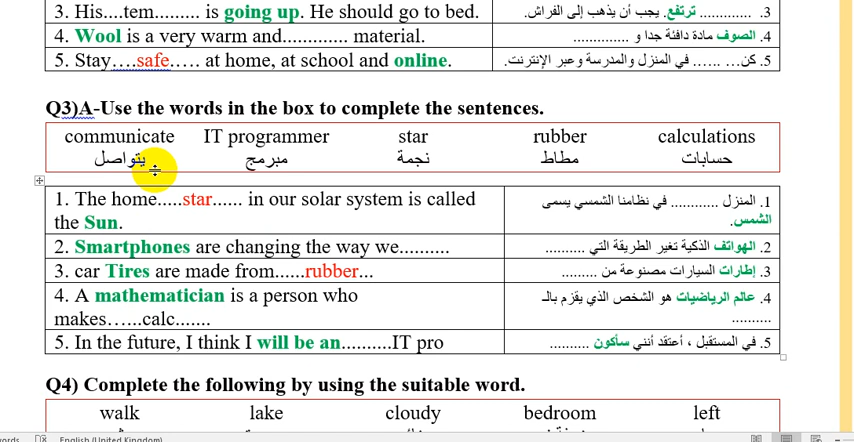 3. His....tem......... is going up. He should go to bed.
3. ............ ترتفع. يجب أن يذهب إلى الفراش.
4. Wool is a very warm and............. material.
4. الصوف مادة دافئة جدا و .............
5. Stay….safe….. at home, at school and online.
5. كن… …… في المنزل والمدرسة وعبر الإنترنت.
Q3)A-Use the words in the box to complete the sentences.
communicate IT programmer star rubber calculations
يتواصل مبرمج نجمة مطاط حسابات
1. The home.....star...... in our solar system is called
the Sun.
1. المنزل ............ في نظامنا الشمسي يسمى
الشمس.
2. Smartphones are changing the way we..........
2. الهواتف الذكية تغير الطريقة التي ..........
3. car Tires are made from......rubber...
3. إطارات السيارات مصنوعة من .........
4. A mathematician is a person who
makes…...calc.......
4. عالم الرياضيات هو الشخص الذي يقزم بالـ
..........
5. In the future, I think I will be an..........IT pro
5. في المستقبل ، أعتقد أنني سأكون ..........
Q4) Complete the following by using the suitable word.
walk lake cloudy bedroom left
English (United Kingdom)